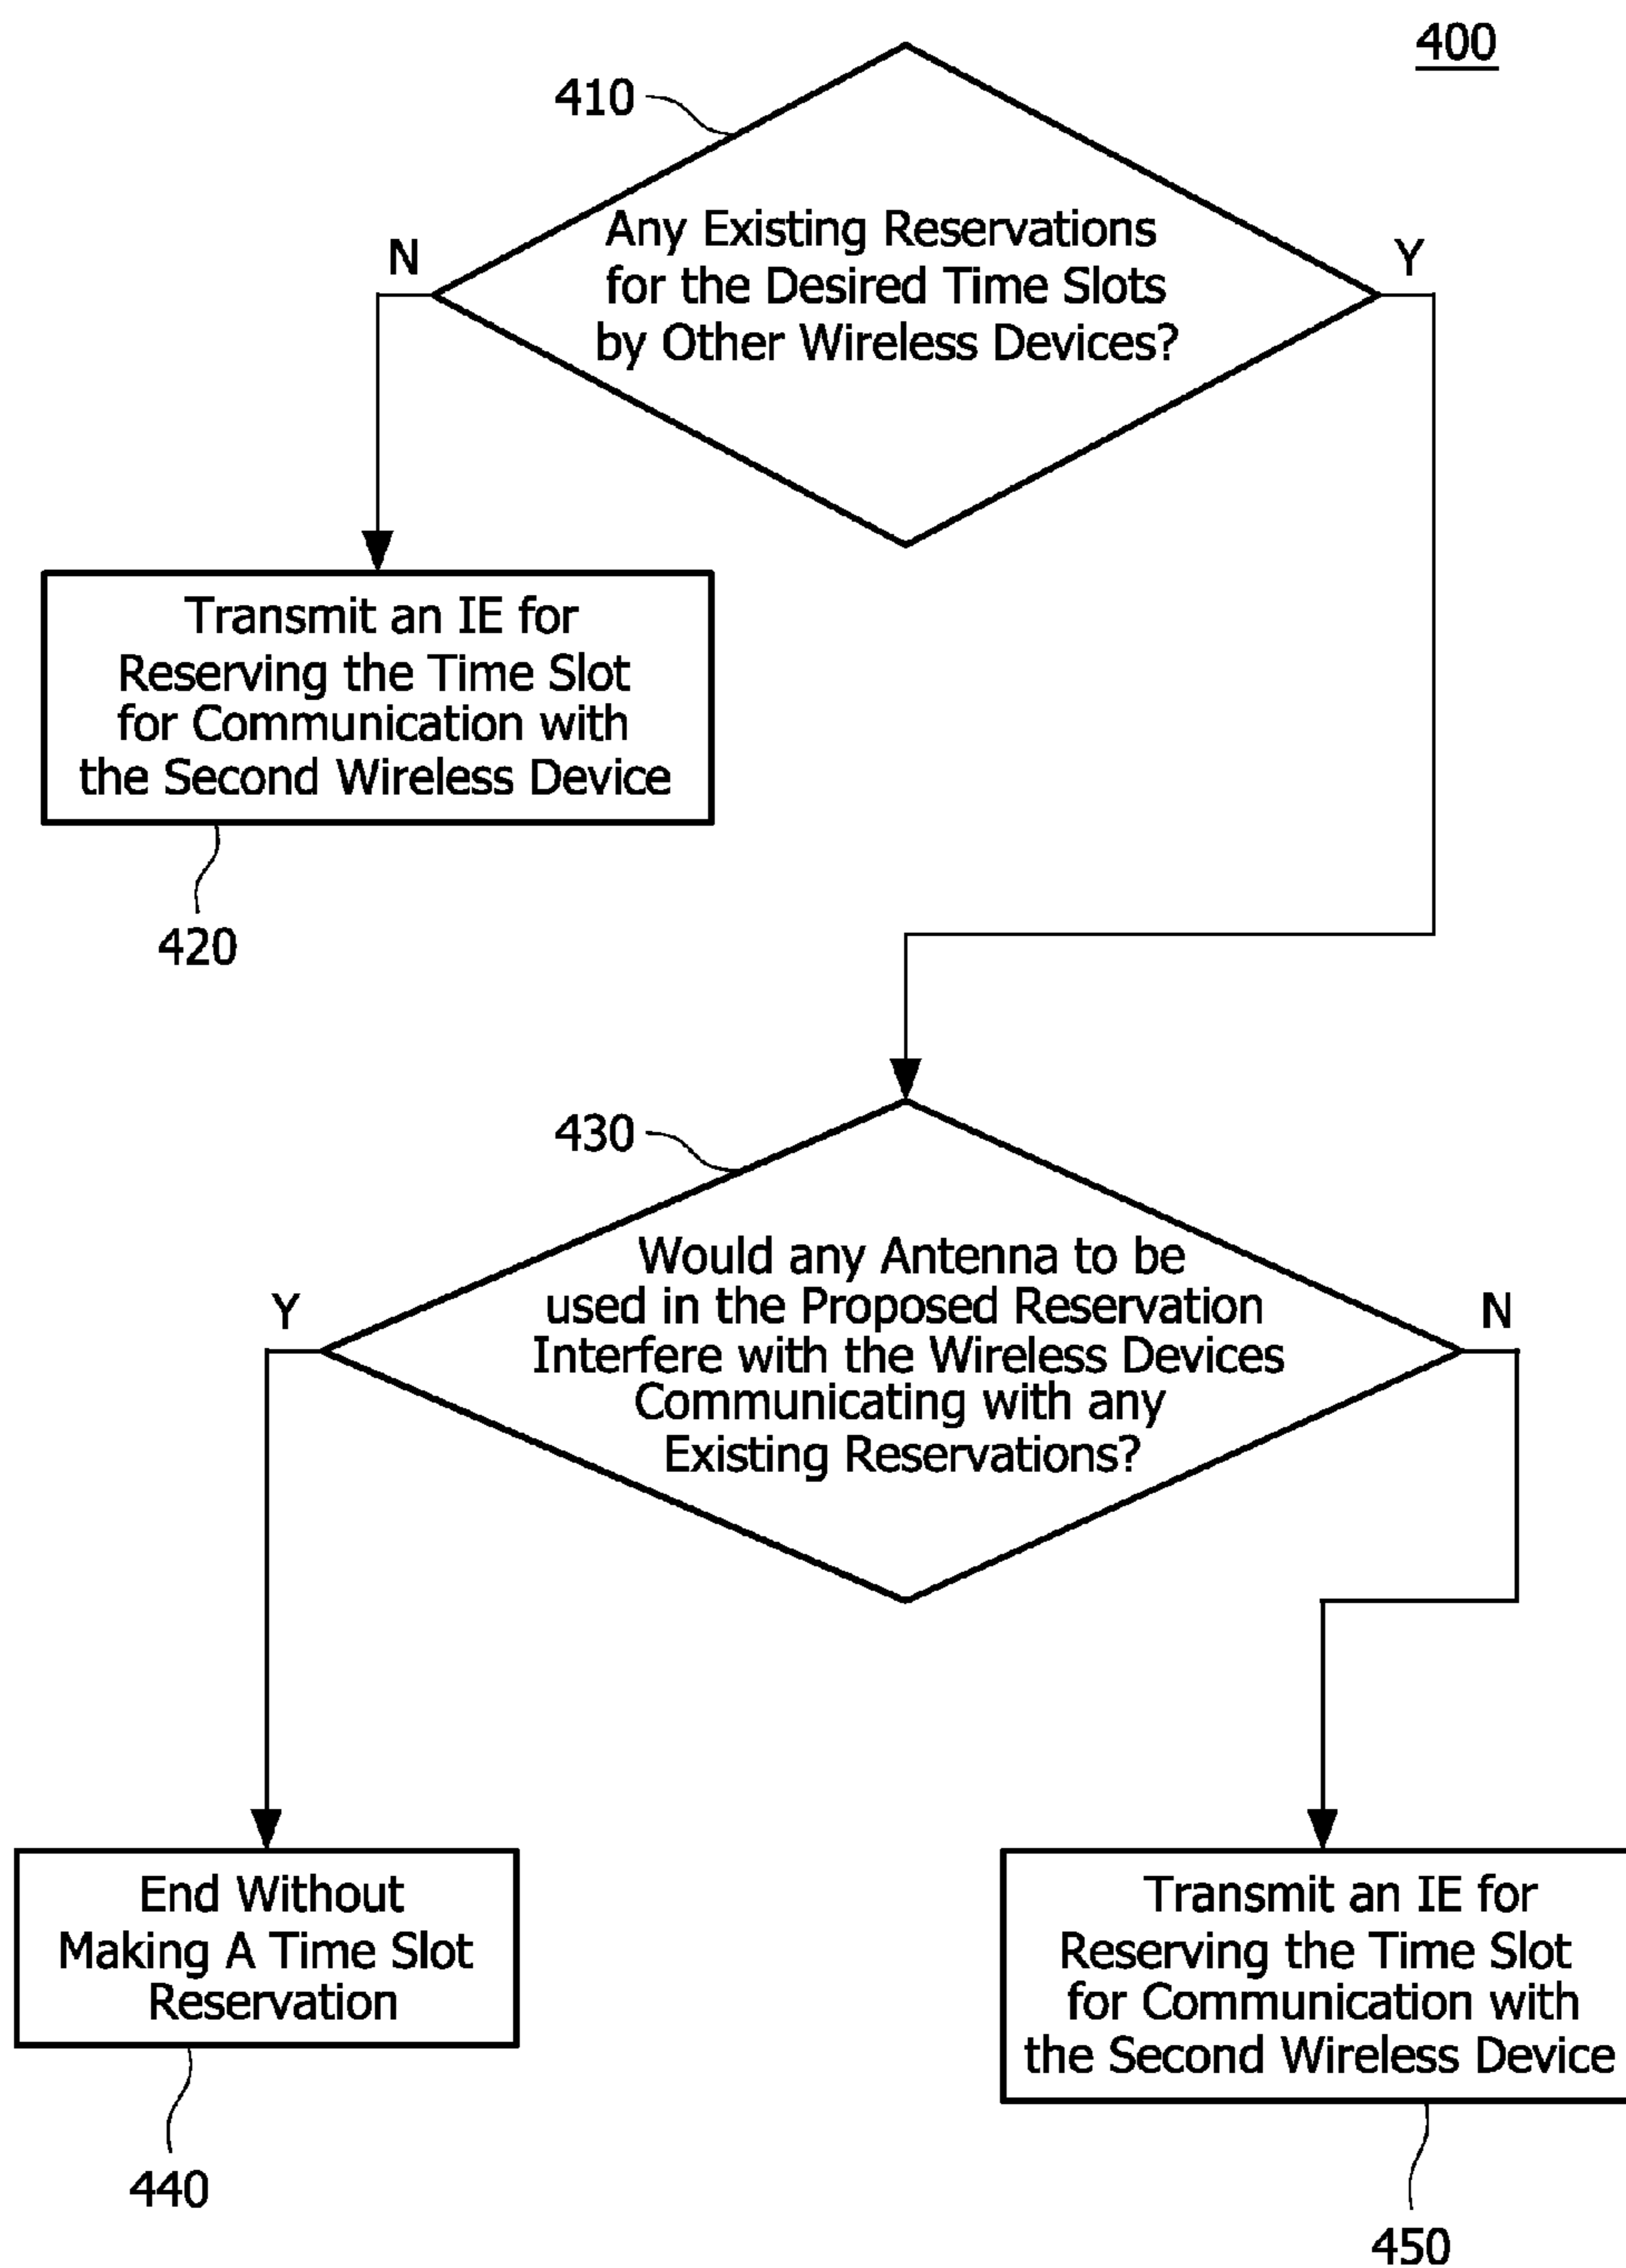 400
410
Any Existing Reservations
for the Desired Time Slots
by Other Wireless Devices?
N
Y
Transmit an IE for
Reserving the Time Slot
for Communication with
the Second Wireless Device
420
430
Would any Antenna to be
used in the Proposed Reservation
Interfere with the Wireless Devices
Communicating with any
Existing Reservations?
Y
N
End Without
Making A Time Slot
Reservation
440
Transmit an IE for
Reserving the Time Slot
for Communication with
the Second Wireless Device
450